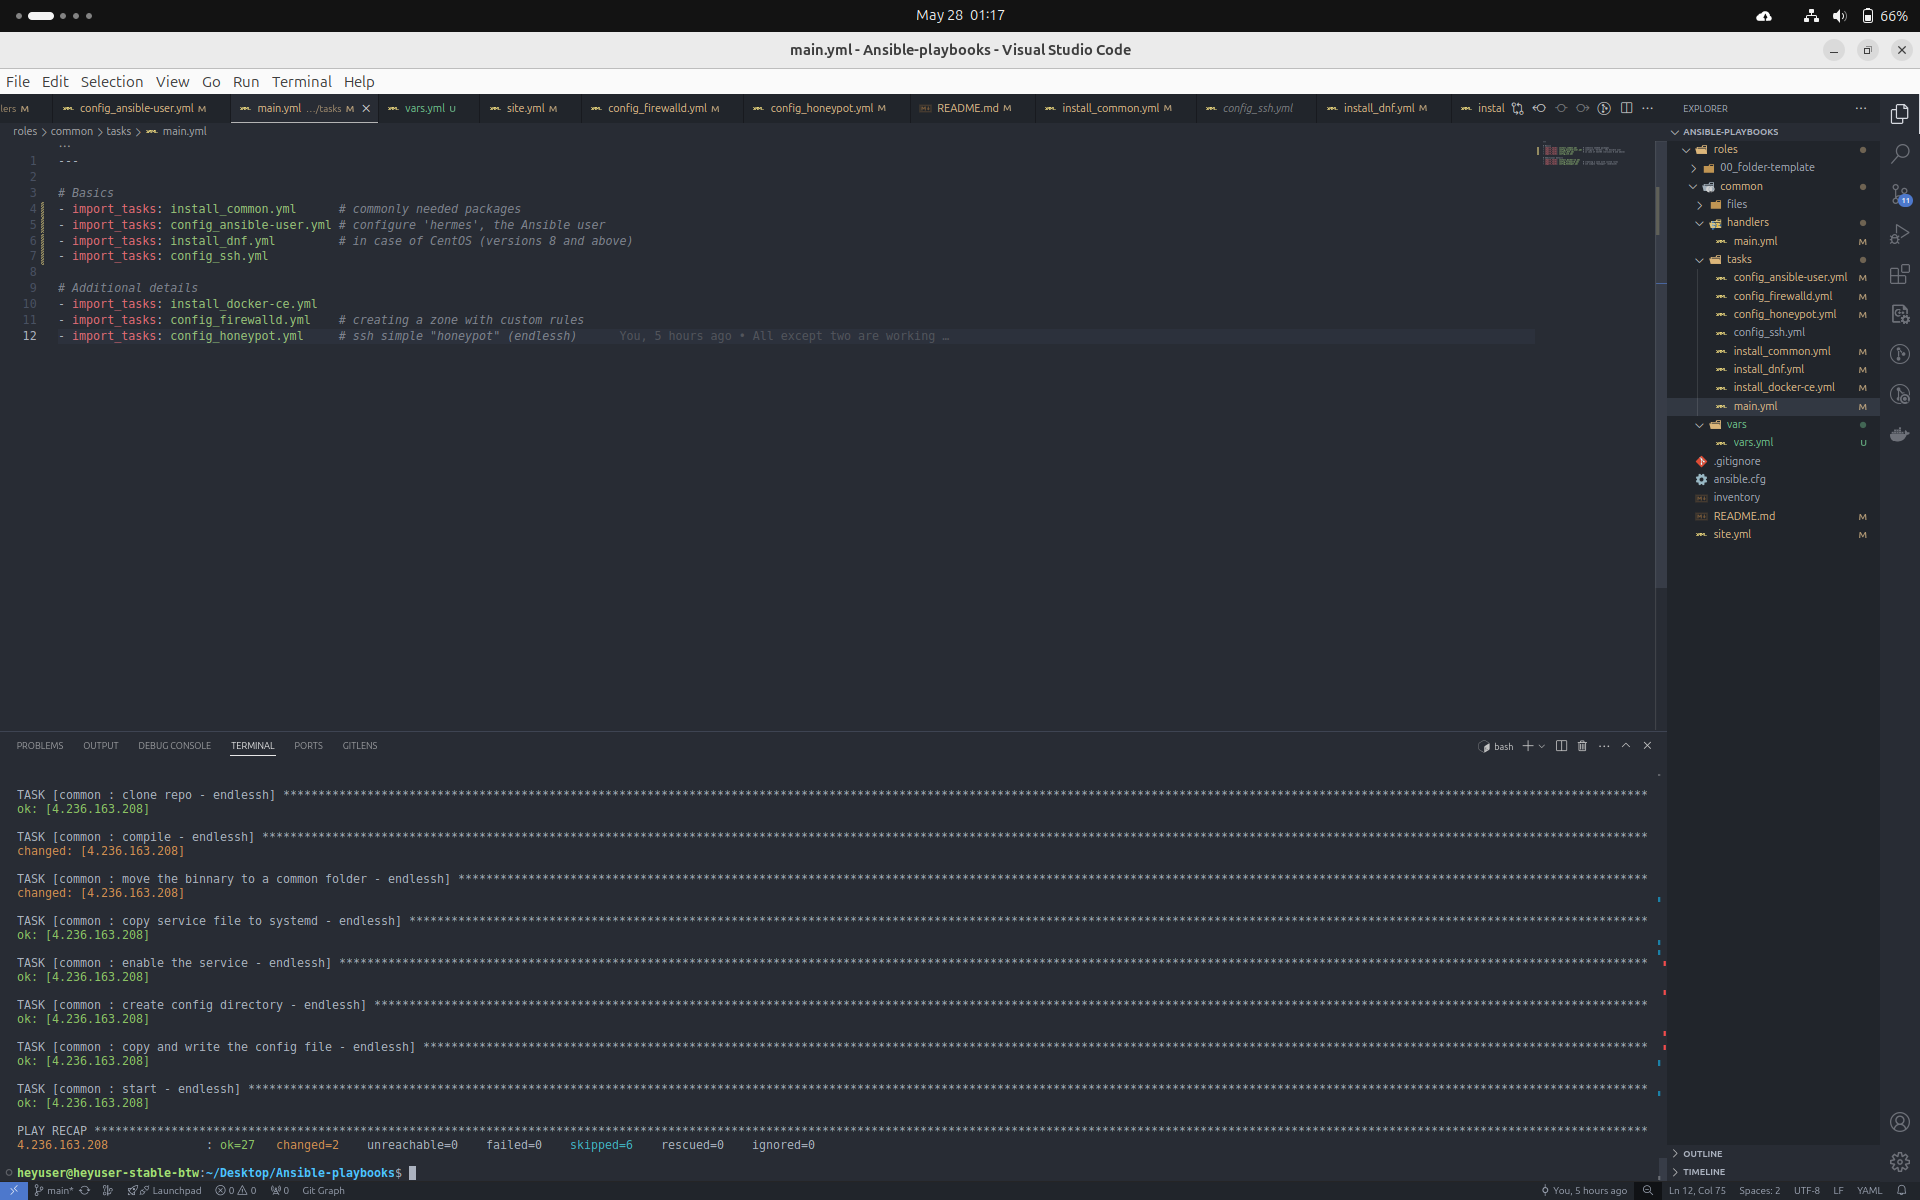 May 28 01:17
66%
main.yml - Ansible-playbooks - Visual Studio Code
File Edit Selection View Go Run Terminal Help
lers M config_ansible-user.yml M main.yml .../tasks M vars.yml U site.yml M config_firewalld.yml M config_honeypot.yml M README.md M install_common.yml M config_ssh.yml install_dnf.yml M instal
roles > common > tasks > main.yml
...
1 ---
2
3 # Basics
4 - import_tasks: install_common.yml # commonly needed packages
5 - import_tasks: config_ansible-user.yml # configure 'hermes', the Ansible user
6 - import_tasks: install_dnf.yml # in case of CentOS (versions 8 and above)
7 - import_tasks: config_ssh.yml
8
9 # Additional details
10 - import_tasks: install_docker-ce.yml
11 - import_tasks: config_firewalld.yml # creating a zone with custom rules
12 - import_tasks: config_honeypot.yml # ssh simple "honeypot" (endlessh) You, 5 hours ago • All except two are working …
EXPLORER ...
ANSIBLE-PLAYBOOKS
roles
00_folder-template
common
files
handlers
main.yml M
tasks
config_ansible-user.yml M
config_firewalld.yml M
config_honeypot.yml M
config_ssh.yml
install_common.yml M
install_dnf.yml M
install_docker-ce.yml M
main.yml M
vars
vars.yml U
.gitignore
ansible.cfg
inventory
README.md M
site.yml M
OUTLINE
TIMELINE
11
PROBLEMS OUTPUT DEBUG CONSOLE TERMINAL PORTS GITLENS
bash
TASK [common : clone repo - endlessh] ****
ok: [4.236.163.208]
TASK [common : compile - endlessh] ****
changed: [4.236.163.208]
TASK [common : move the binnary to a common folder - endlessh] ****
changed: [4.236.163.208]
TASK [common : copy service file to systemd - endlessh] ****
ok: [4.236.163.208]
TASK [common : enable the service - endlessh] ****
ok: [4.236.163.208]
TASK [common : create config directory - endlessh] ****
ok: [4.236.163.208]
TASK [common : copy and write the config file - endlessh] ****
ok: [4.236.163.208]
TASK [common : start - endlessh] ****
ok: [4.236.163.208]
PLAY RECAP ****
4.236.163.208 : ok=27 changed=2 unreachable=0 failed=0 skipped=6 rescued=0 ignored=0
heyuser@heyuser-stable-btw:~/Desktop/Ansible-playbooks$
main* Launchpad 0 0 0 Git Graph You, 5 hours ago Ln 12, Col 75 Spaces: 2 UTF-8 LF YAML